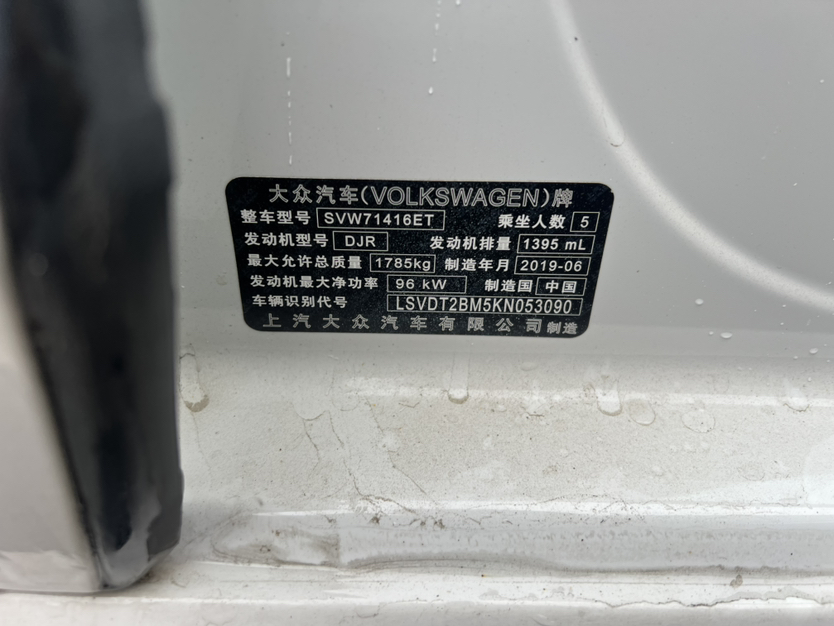 大众汽车(VOLKSWAGEN)牌
整车型号 SVW71416ET 乘坐人数 5
发动机型号 DJR 发动机排量 1395 mL
最大允许总质量 1785kg 制造年月 2019-06
发动机最大净功率 96 kW 制造国 中国
车辆识别代号 LSVDT2BM5KN053090
上汽大众汽车有限公司制造